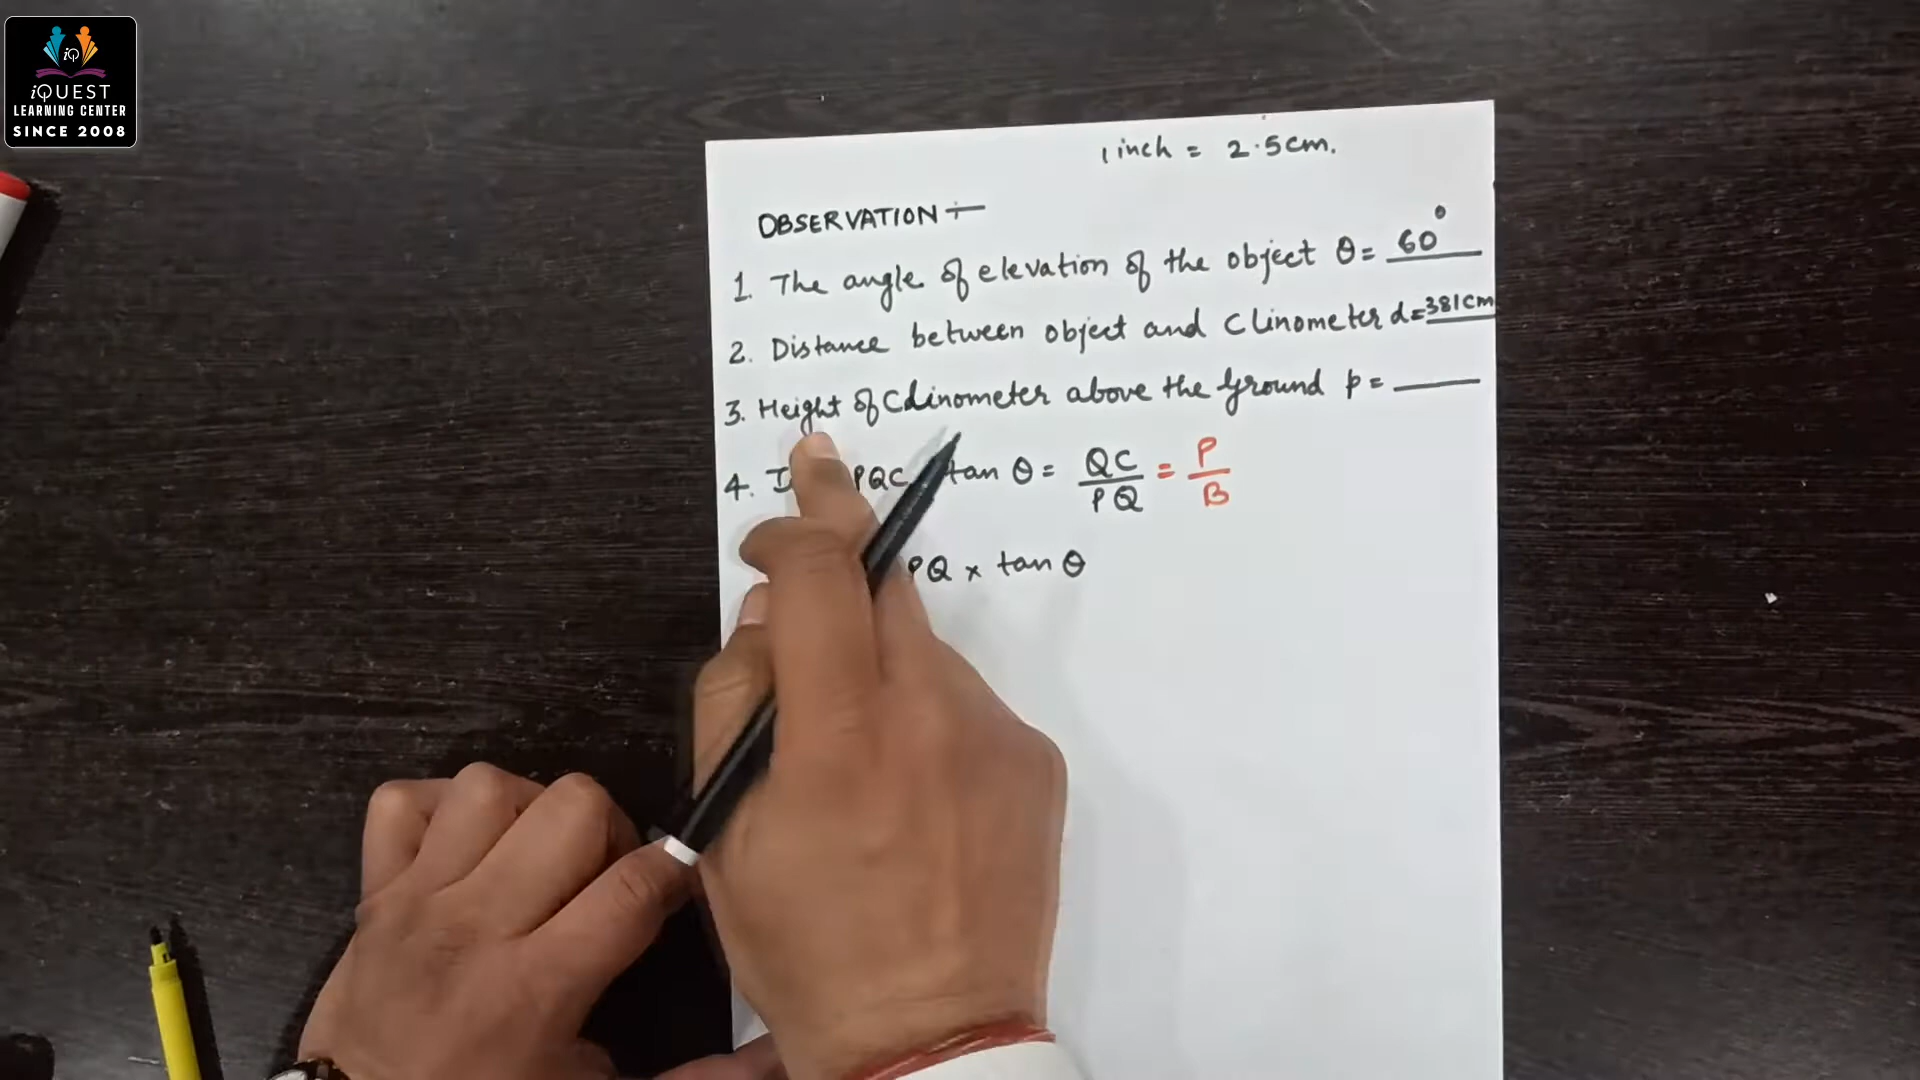 iQ
iQUEST
LEARNING CENTER
SINCE 2008
1 inch = 2.5cm.
OBSERVATION :-
1. The angle of elevation of the object θ = 60°
2. Distance between object and Clinometer d = 381cm
3. Height of Clinometer above the Ground p =
4. PQC tan θ = QC/PQ = P/B
PQ × tan θ